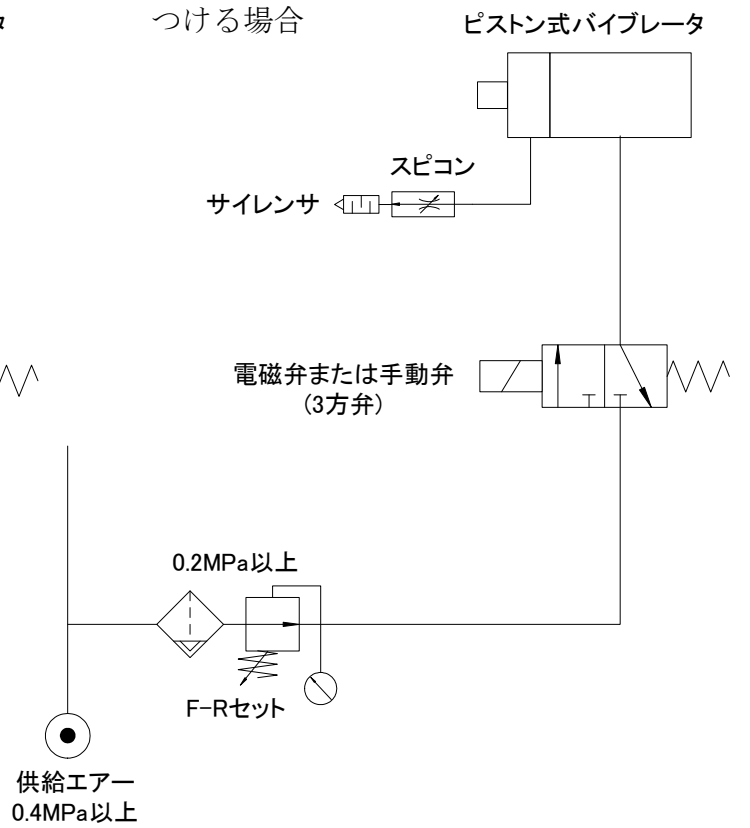 つける場合
ピストン式バイブレータ
スピコン
サイレンサ
電磁弁または手動弁
(3方弁)
0.2MPa以上
F-Rセット
供給エアー
0.4MPa以上